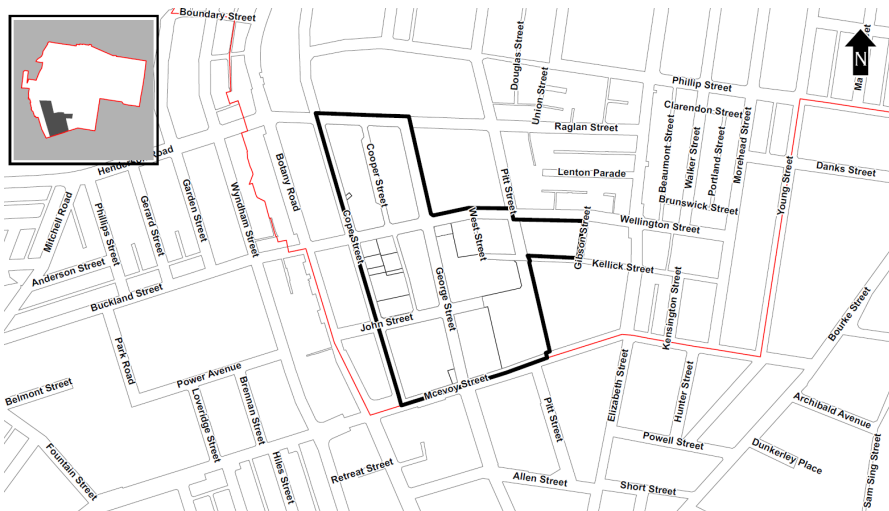 Boundary Street
N
Douglas Street
Union Street
Phillip Street
Clarendon Street
Raglan Street
Beaumont Street
Walker Street
Portland Street
Morehead Street
Young Street
Danks Street
Lenton Parade
Brunswick Street
Wellington Street
Pitt Street
West Street
Gibson Street
Kellick Street
Kensington Street
Cooper Street
Cope Street
George Street
John Street
Mcevoy Street
Botany Road
Wyndham Street
Garden Street
Gerard Street
Phillips Street
Mitchell Road
Anderson Street
Buckland Street
Park Road
Power Avenue
Belmont Street
Fountain Street
Loveridge Street
Brennan Street
Hiles Street
Retreat Street
Pitt Street
Allen Street
Elizabeth Street
Hunter Street
Powell Street
Short Street
Bourke Street
Archibald Avenue
Dunkerley Place
Sam Sing Street